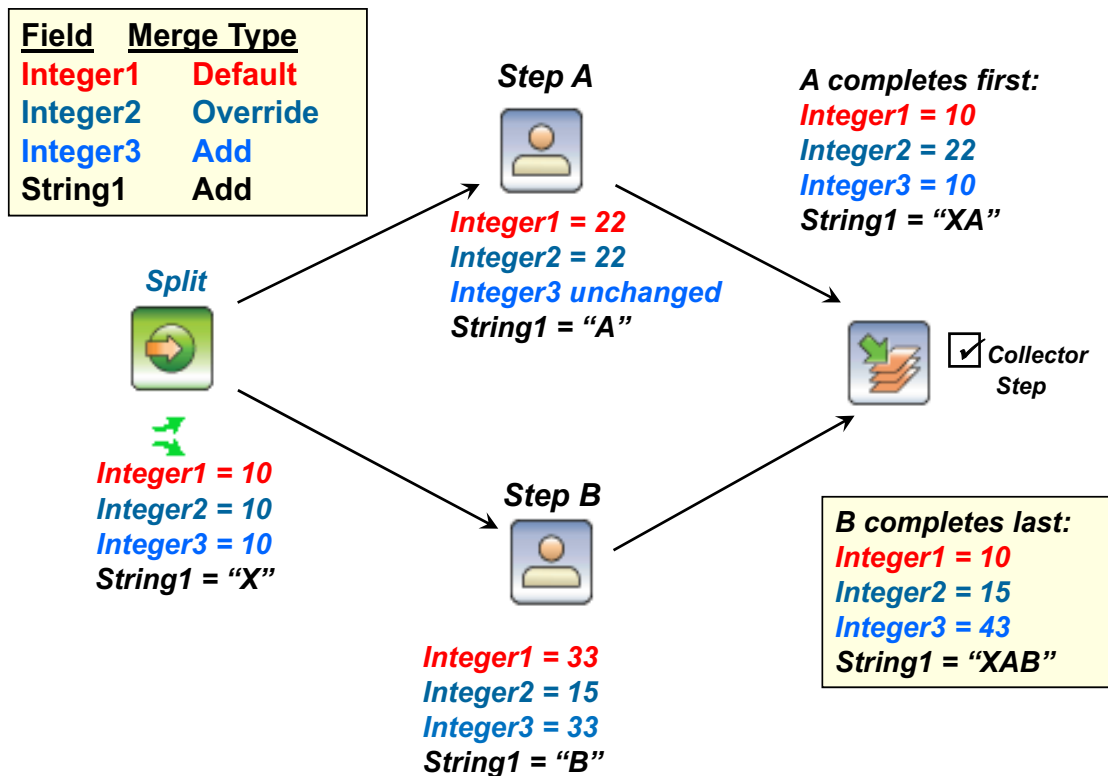 Field Merge Type
Integer1 Default
Integer2 Override
Integer3 Add
String1 Add
Step A
Integer1 = 22
Integer2 = 22
Integer3 unchanged
String1 = “A”
A completes first:
Integer1 = 10
Integer2 = 22
Integer3 = 10
String1 = “XA”
Split
Integer1 = 10
Integer2 = 10
Integer3 = 10
String1 = “X”
Collector
Step
Step B
Integer1 = 33
Integer2 = 15
Integer3 = 33
String1 = “B”
B completes last:
Integer1 = 10
Integer2 = 15
Integer3 = 43
String1 = “XAB”